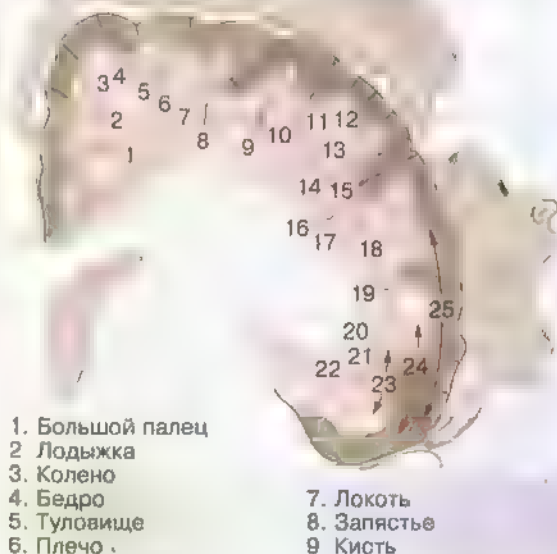 3 4
5
6
7
2
8
1
9
10
11 12
13
14 15
16
17
18
19
25
20
21
22
24
23
1. Большой палец
2 Лодыжка
3. Колено
4. Бедро
5. Туловище
6. Плечо
7. Локоть
8. Запястье
9 Кисть